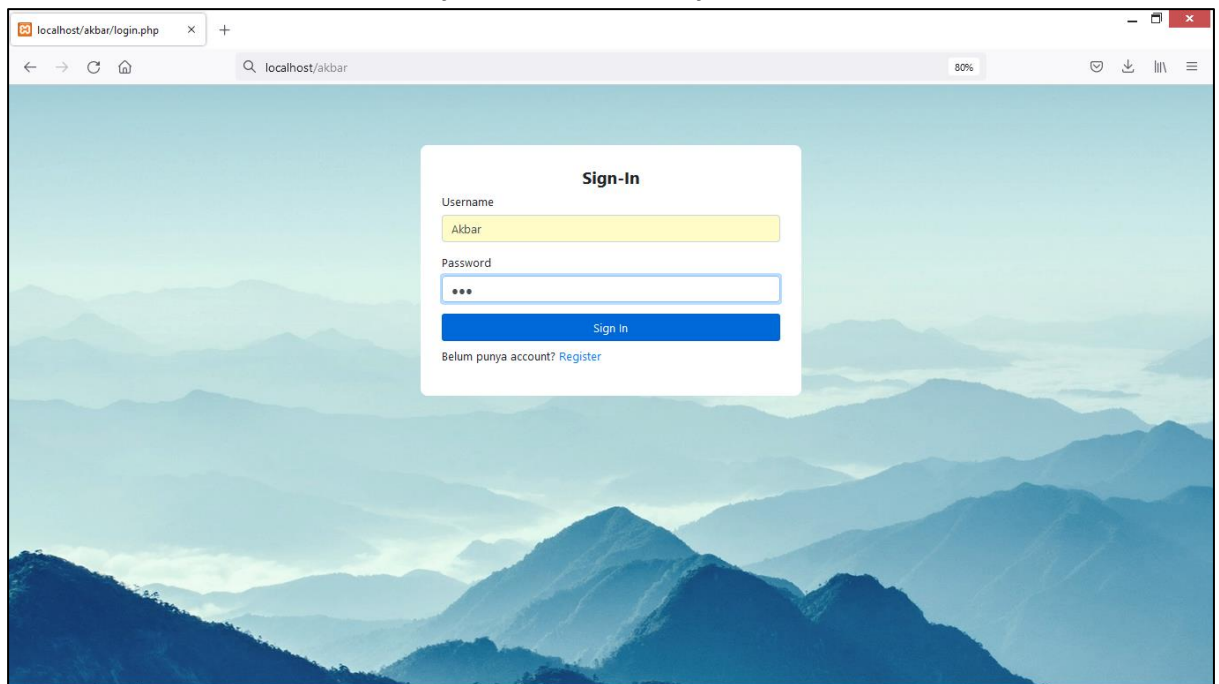 localhost/akbar/login.php
localhost/akbar
80%
Sign-In
Username
Akbar
Password
●●●
Sign In
Belum punya account? Register